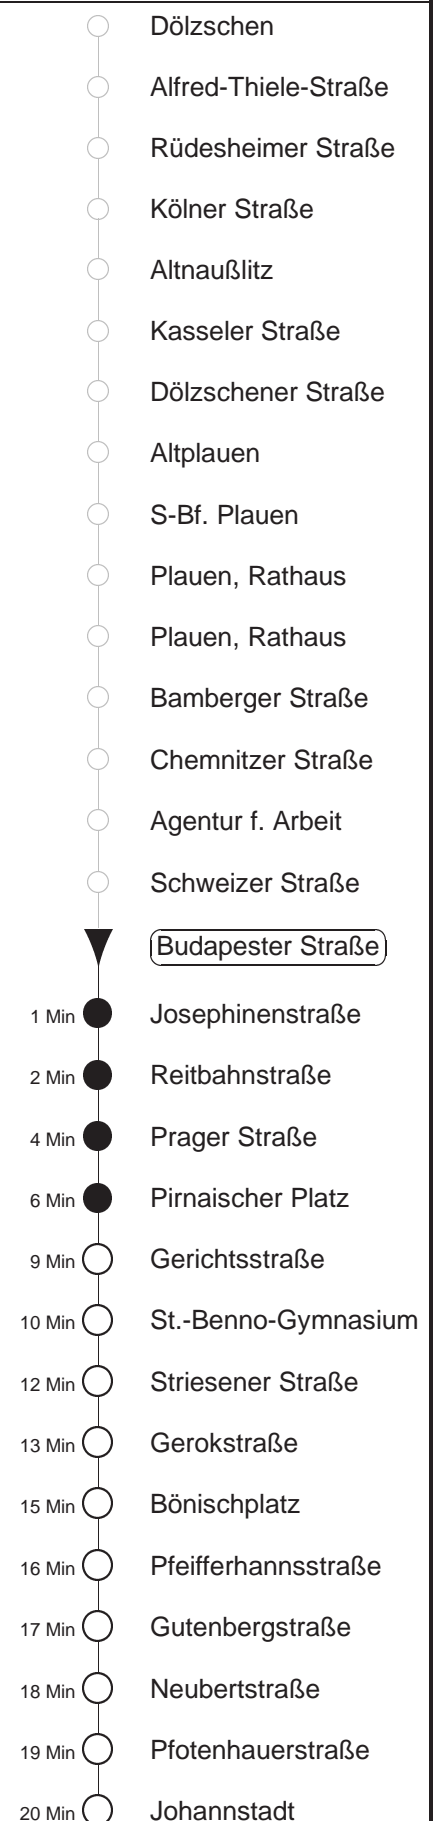 Dölzschen
Alfred-Thiele-Straße
Rüdesheimer Straße
Kölner Straße
Altnaußlitz
Kasseler Straße
Dölzschener Straße
Altplauen
S-Bf. Plauen
Plauen, Rathaus
Plauen, Rathaus
Bamberger Straße
Chemnitzer Straße
Agentur f. Arbeit
Schweizer Straße
Budapester Straße
1 Min Josephinenstraße
2 Min Reitbahnstraße
4 Min Prager Straße
6 Min Pirnaischer Platz
9 Min Gerichtsstraße
10 Min St.-Benno-Gymnasium
12 Min Striesener Straße
13 Min Gerokstraße
15 Min Bönischplatz
16 Min Pfeifferhannsstraße
17 Min Gutenbergstraße
18 Min Neubertstraße
19 Min Pfotenhauerstraße
20 Min Johannstadt